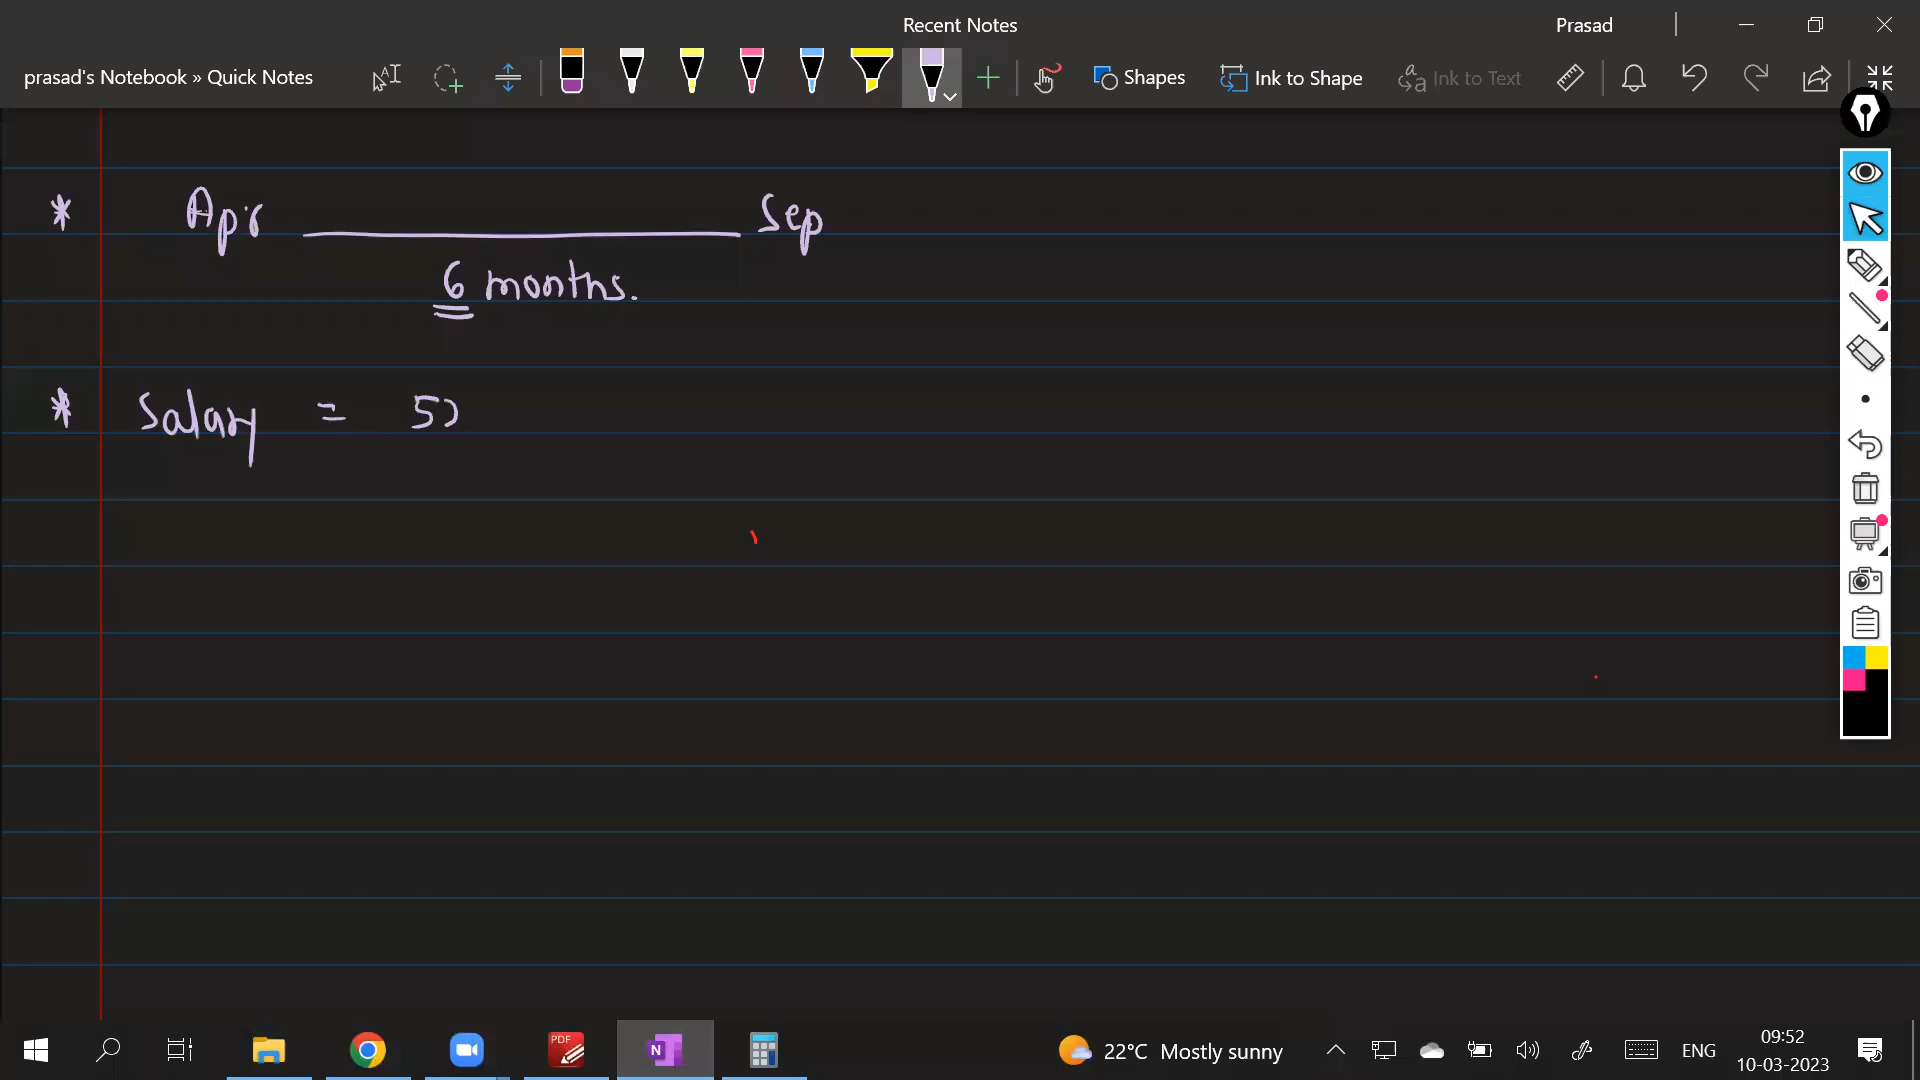 Recent Notes
Prasad
prasad's Notebook » Quick Notes
Shapes
Ink to Shape
Ink to Text
* Apr Sep
6 months.
* Salary = 5
PDF
N
22°C Mostly sunny
ENG
09:52
10-03-2023